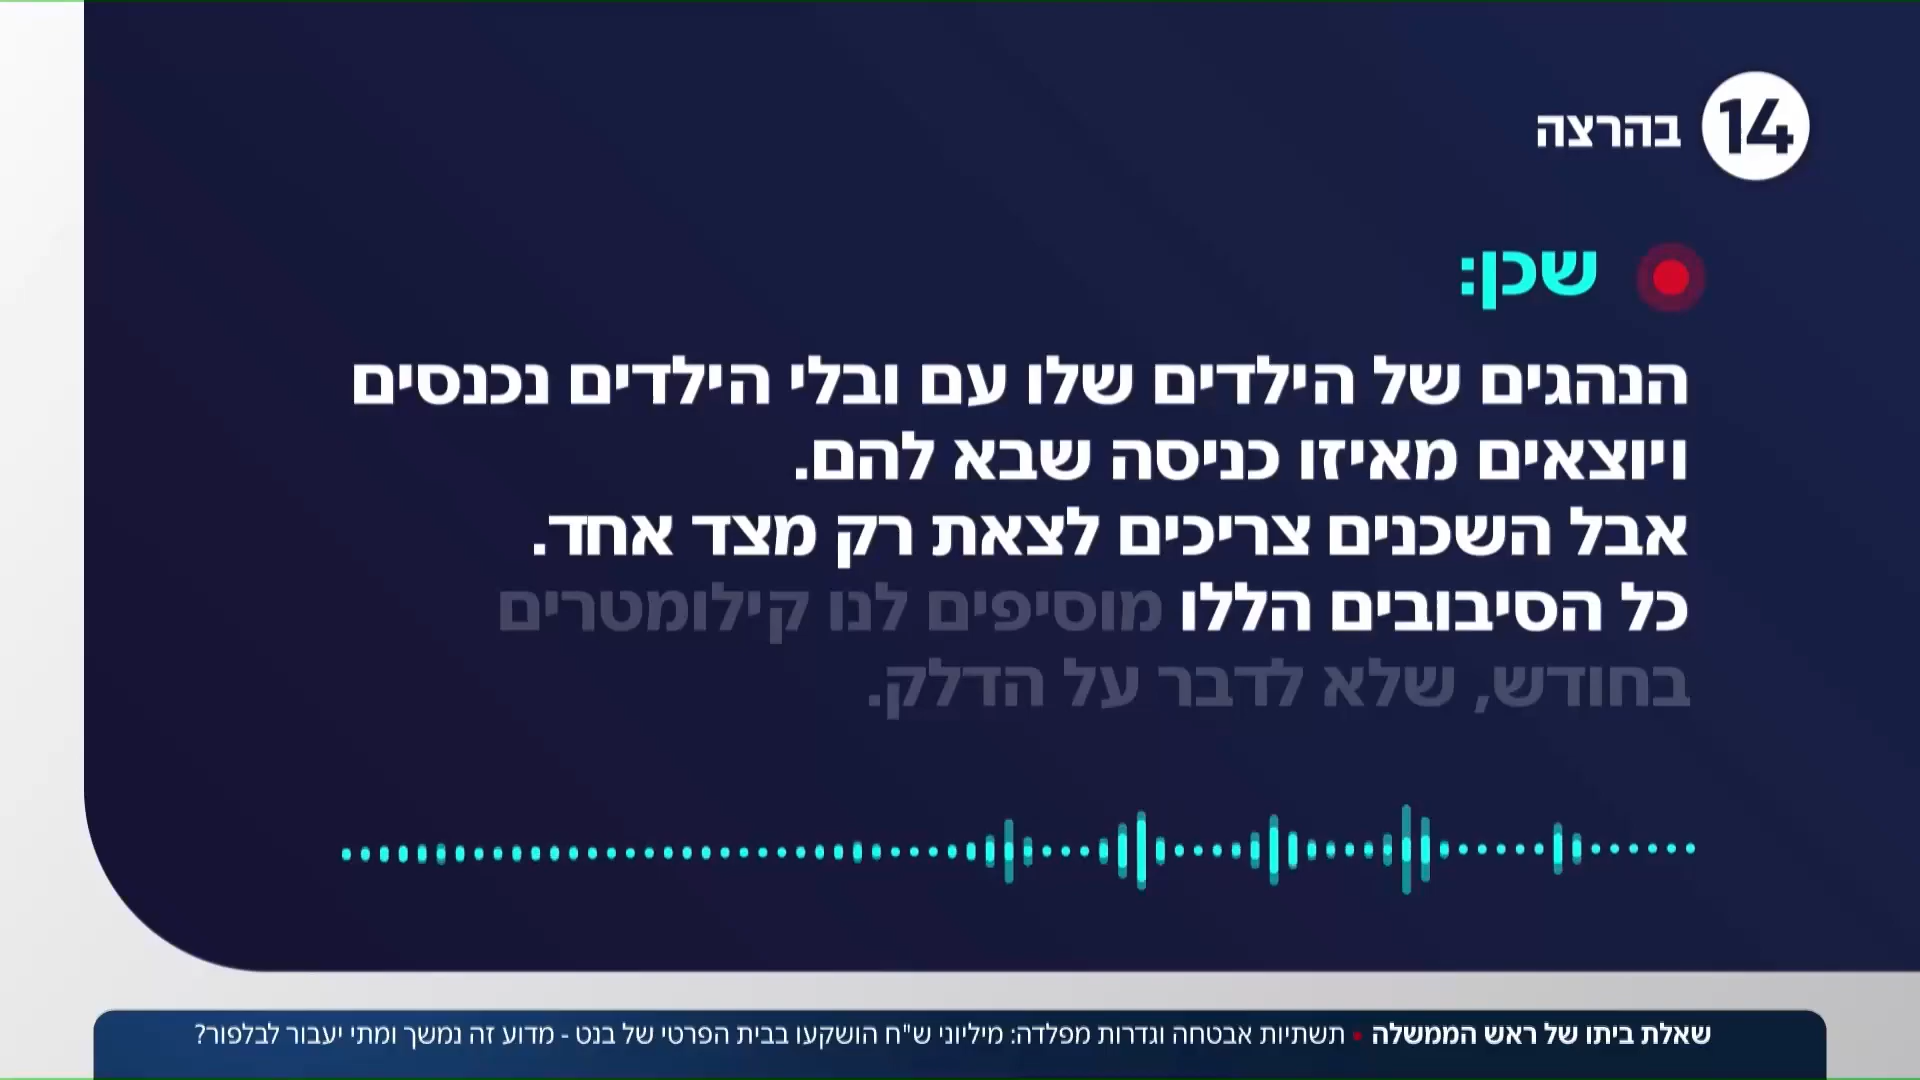 14 בהרצה
שכן:
הנהגים של הילדים שלו עם ובלי הילדים נכנסים
ויוצאים מאיזו כניסה שבא להם.
אבל השכנים צריכים לצאת רק מצד אחד.
כל הסיבובים הללו מוסיפים לנו קילומטרים
בחודש, שלא לדבר על הדלק.
שאלת ביתו של ראש הממשלה • תשתיות אבטחה וגדרות מפלדה: מיליוני ש"ח הושקעו בבית הפרטי של בנט - מדוע זה נמשך ומתי יעבור לבלפור?